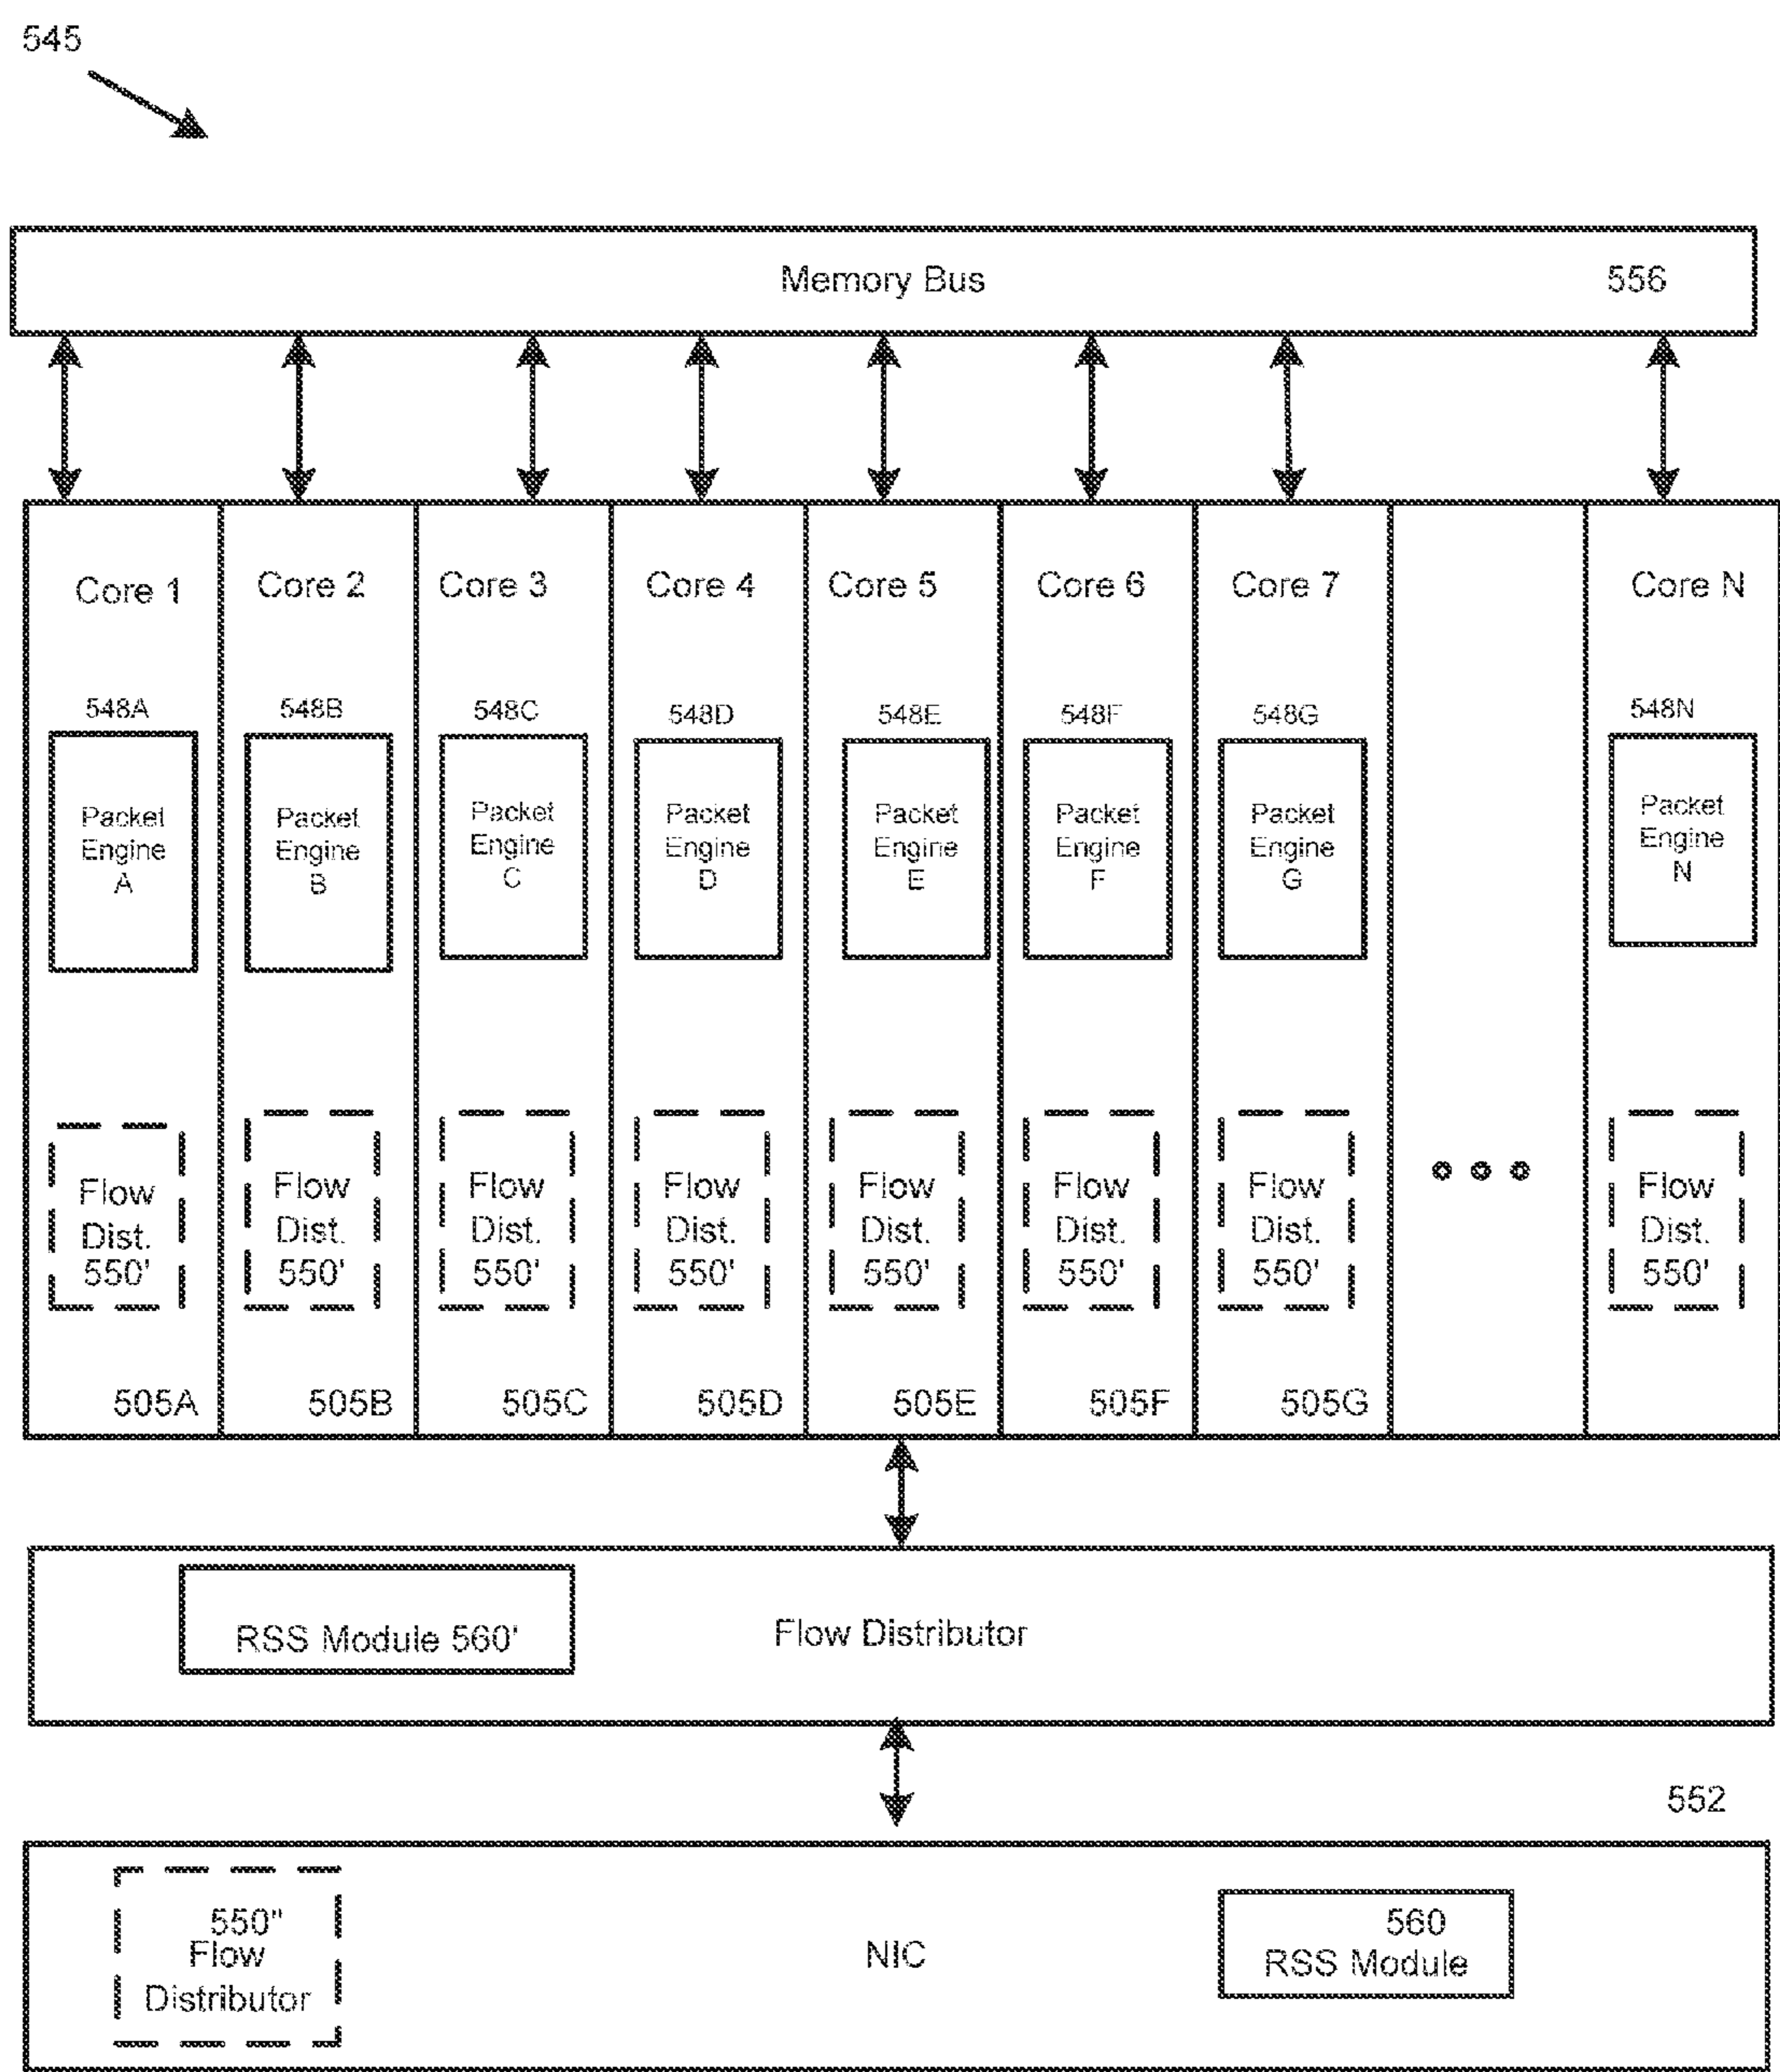 545
Memory Bus 556
Core 1 Core 2 Core 3 Core 4 Core 5 Core 6 Core 7 Core N
548A 548B 548C 548D 548E 548F 548G 548N
Packet Packet Packet Packet Packet Packet Packet Packet
Engine Engine Engine Engine Engine Engine Engine Engine
A B C D E F G N
Flow Flow Flow Flow Flow Flow Flow Flow
Dist. Dist. Dist. Dist. Dist. Dist. Dist. Dist.
550' 550' 550' 550' 550' 550' 550' 550'
505A 505B 505C 505D 505E 505F 505G
RSS Module 560' Flow Distributor
552
550" 560
Flow NIC RSS Module
Distributor